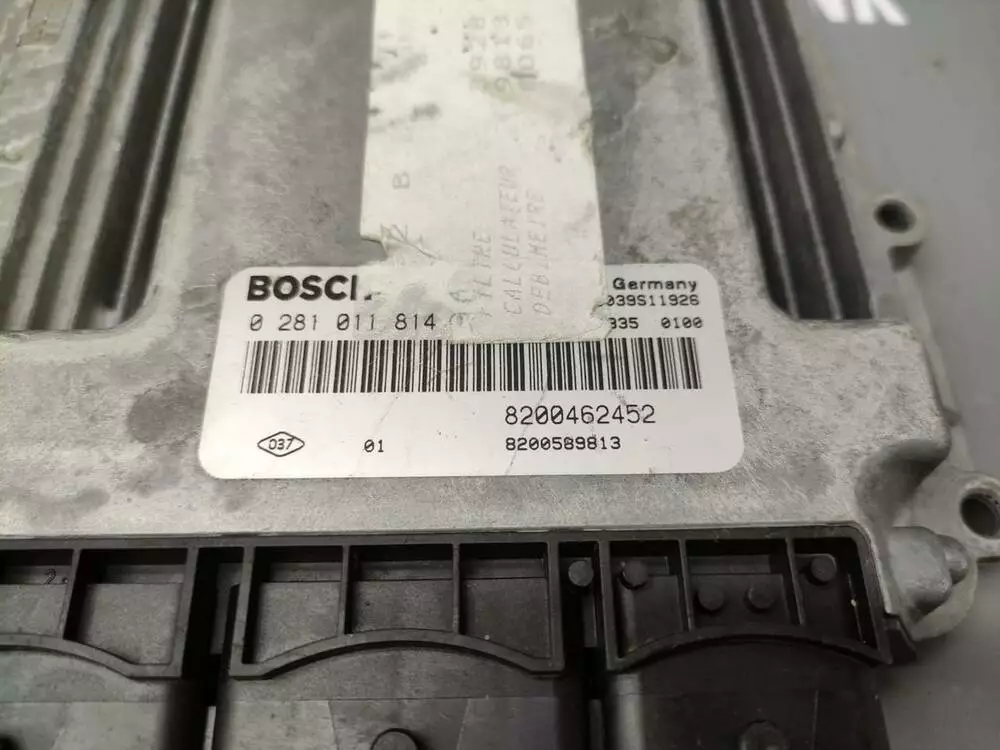 BOSCH
Germany
039S11926
0 281 011 814
335 0100
8200462452
037
01
8200589813
B
CALCULATEUR